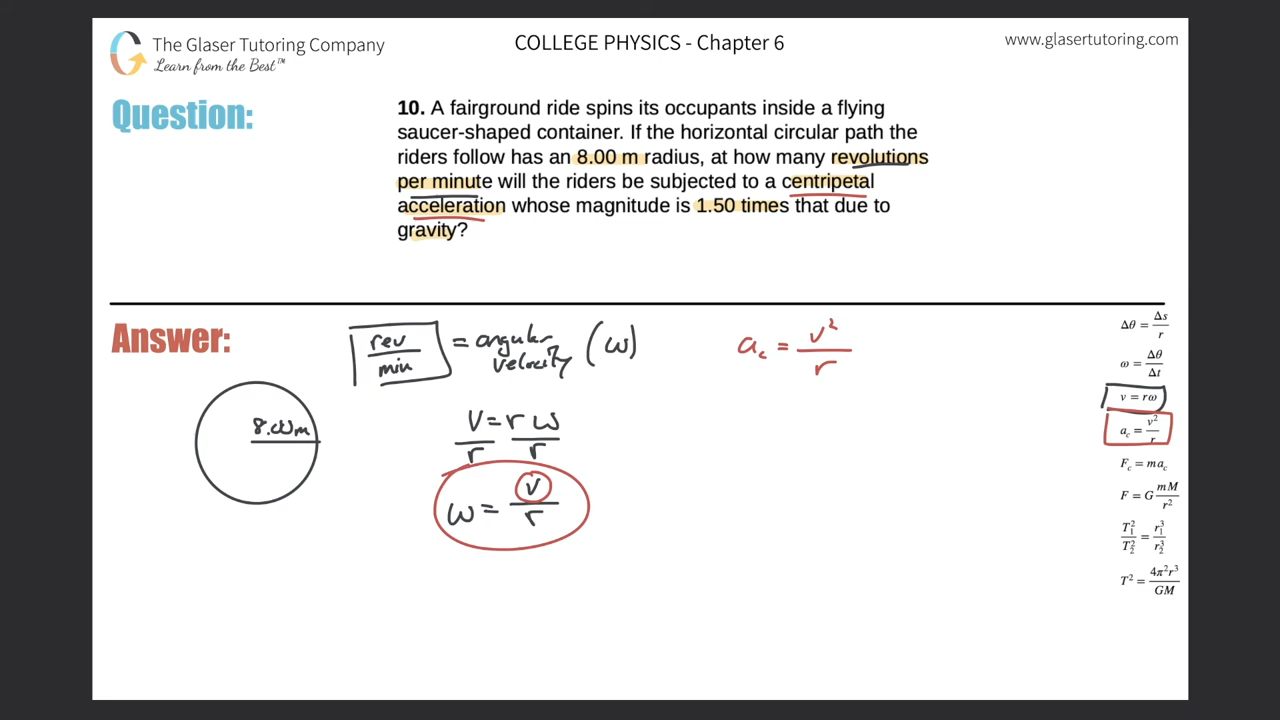 The Glaser Tutoring Company
Learn from the Best™
COLLEGE PHYSICS - Chapter 6
www.glasertutoring.com
Question:
10. A fairground ride spins its occupants inside a flying
saucer-shaped container. If the horizontal circular path the
riders follow has an 8.00 m radius, at how many revolutions
per minute will the riders be subjected to a centripetal
acceleration whose magnitude is 1.50 times that due to
gravity?
Answer:
rev/min = angular velocity (ω)
8.00m
V = r ω
r r
ω = v/r
a_c = v²/r
Δθ = Δs/r
ω = Δθ/Δt
v = rω
a_c = v²/r
F_c = ma_c
F = G mM/r²
T₁²/T₂² = r₁³/r₂³
T² = 4π²r³/GM